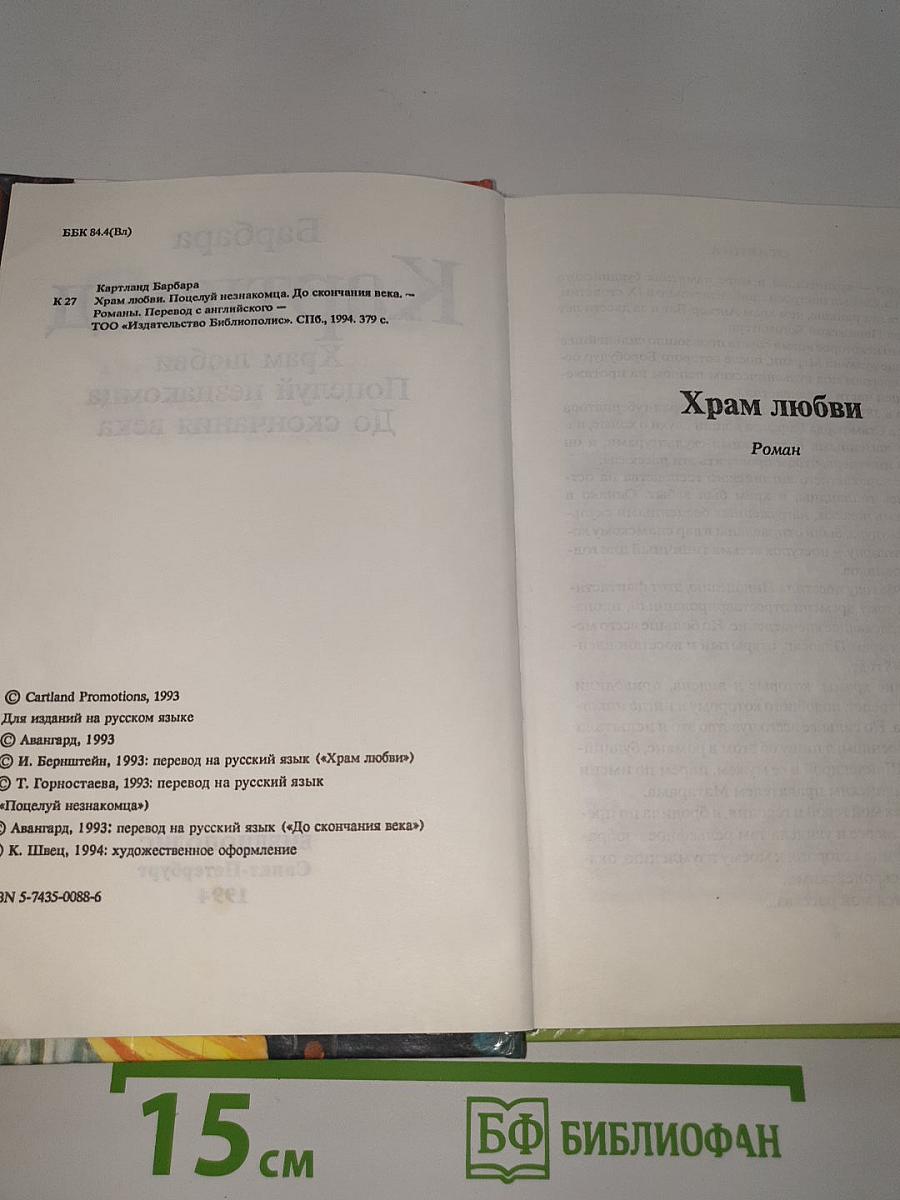 ББК 84.4(Вл)
Картланд Барбара
К 27 Храм любви. Поцелуй незнакомца. До скончания века. —
Романы. Перевод с английского —
ТОО «Издательство Библиополис». СПб., 1994. 379 с.
© Cartland Promotions, 1993
Для изданий на русском языке
© Авангард, 1993
© И. Бернштейн, 1993: перевод на русский язык («Храм любви»)
© Т. Горностаева, 1993: перевод на русский язык
«Поцелуй незнакомца»)
© Авангард, 1993: перевод на русский язык («До скончания века»)
© К. Швец, 1994: художественное оформление
BN 5-7435-0088-6
Храм любви
Роман
15 см
БФ БИБЛИОФАН